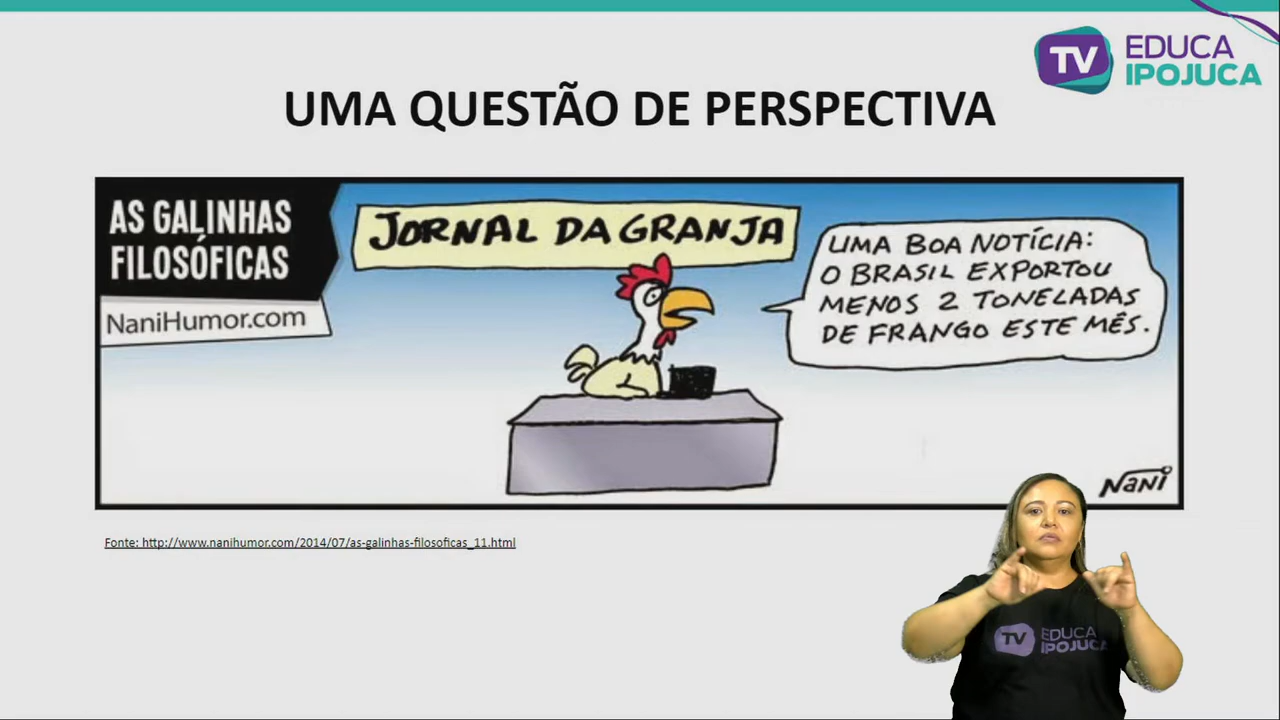 TV EDUCA
IPOJUCA
UMA QUESTÃO DE PERSPECTIVA
AS GALINHAS
FILOSÓFICAS
NaniHumor.com
JORNAL DA GRANJA
UMA BOA NOTÍCIA:
O BRASIL EXPORTOU
MENOS 2 TONELADAS
DE FRANGO ESTE MÊS.
NANI
Fonte: http://www.nanihumor.com/2014/07/as-galinhas-filosoficas_11.html
TV EDUCA
IPOJUCA